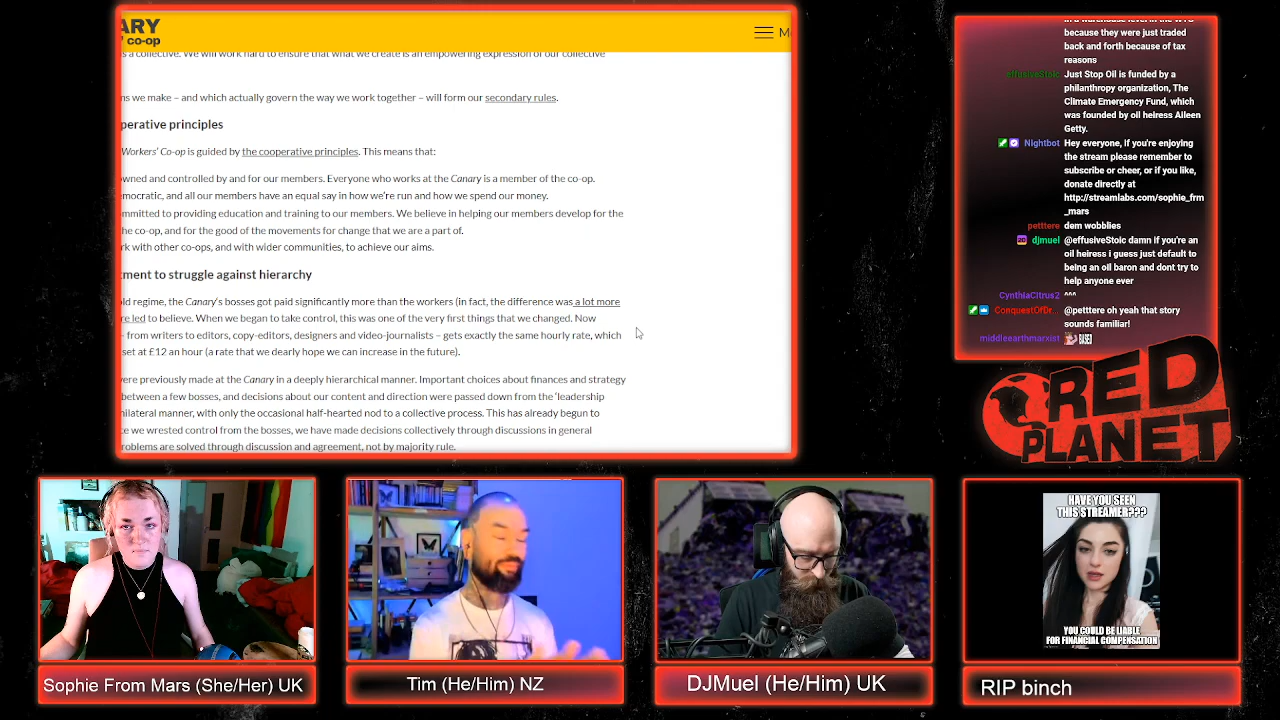 ARY
' co-op
M
s a collective. We will work hard to ensure that what we create is an empowering expression of our collective
ns we make – and which actually govern the way we work together – will form our secondary rules.
perative principles
Workers' Co-op is guided by the cooperative principles. This means that:
wned and controlled by and for our members. Everyone who works at the Canary is a member of the co-op.
emocratic, and all our members have an equal say in how we're run and how we spend our money.
mmitted to providing education and training to our members. We believe in helping our members develop for the
he co-op, and for the good of the movements for change that we are a part of.
rk with other co-ops, and with wider communities, to achieve our aims.
tment to struggle against hierarchy
ld regime, the Canary's bosses got paid significantly more than the workers (in fact, the difference was a lot more
re led to believe. When we began to take control, this was one of the very first things that we changed. Now
– from writers to editors, copy-editors, designers and video-journalists – gets exactly the same hourly rate, which
set at £12 an hour (a rate that we clearly hope we can increase in the future).
vere previously made at the Canary in a deeply hierarchical manner. Important choices about finances and strategy
between a few bosses, and decisions about our content and direction were passed down from the 'leadership
nilateral manner, with only the occasional half-hearted nod to a collective process. This has already begun to
e we wrested control from the bosses, we have made decisions collectively through discussions in general
roblems are solved through discussion and agreement, not by majority rule.
in a warehouse level in the WTC
because they were just traded
back and forth because of tax
reasons
effusiveStoic Just Stop Oil is funded by a
philanthropy organization, The
Climate Emergency Fund, which
was founded by oil heiress Aileen
Getty.
Nightbot Hey everyone, if you're enjoying
the stream please remember to
subscribe or cheer, or if you like,
donate directly at
http://streamlabs.com/sophie_frm
_mars
petttere dem wobblies
djmuel @effusiveStoic damn if you're an
oil heiress i guess just default to
being an oil baron and dont try to
help anyone ever
CynthiaCitrus2 ^^^
ConquestOfDr... @petttere oh yeah that story
sounds familiar!
middleearthmarxist BASED
RED
PLANET
HAVE YOU SEEN
THIS STREAMER???
YOU COULD BE LIABLE
FOR FINANCIAL COMPENSATION
Sophie From Mars (She/Her) UK
Tim (He/Him) NZ
DJMuel (He/Him) UK
RIP binch